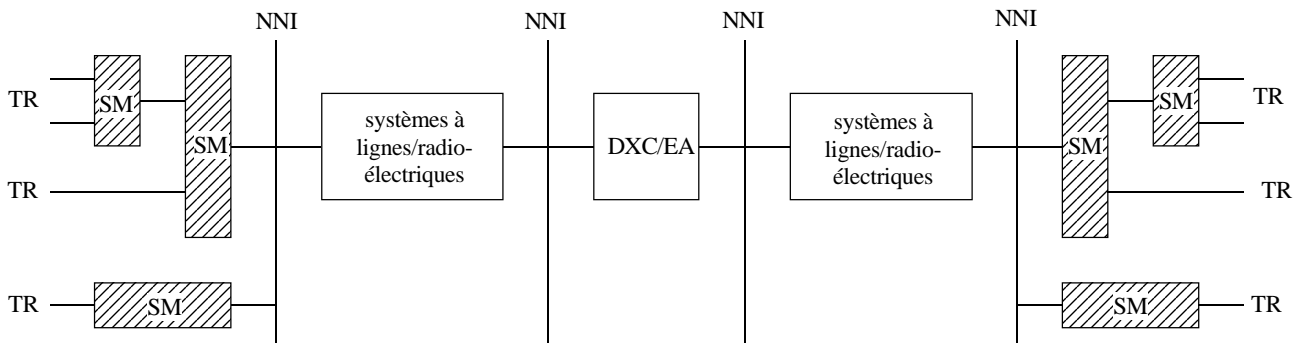 NNI
NNI
NNI
NNI
TR
SM
SM
systèmes à
lignes/radio-
électriques
DXC/EA
systèmes à
lignes/radio-
électriques
SM
SM
TR
TR
TR
TR
SM
SM
TR